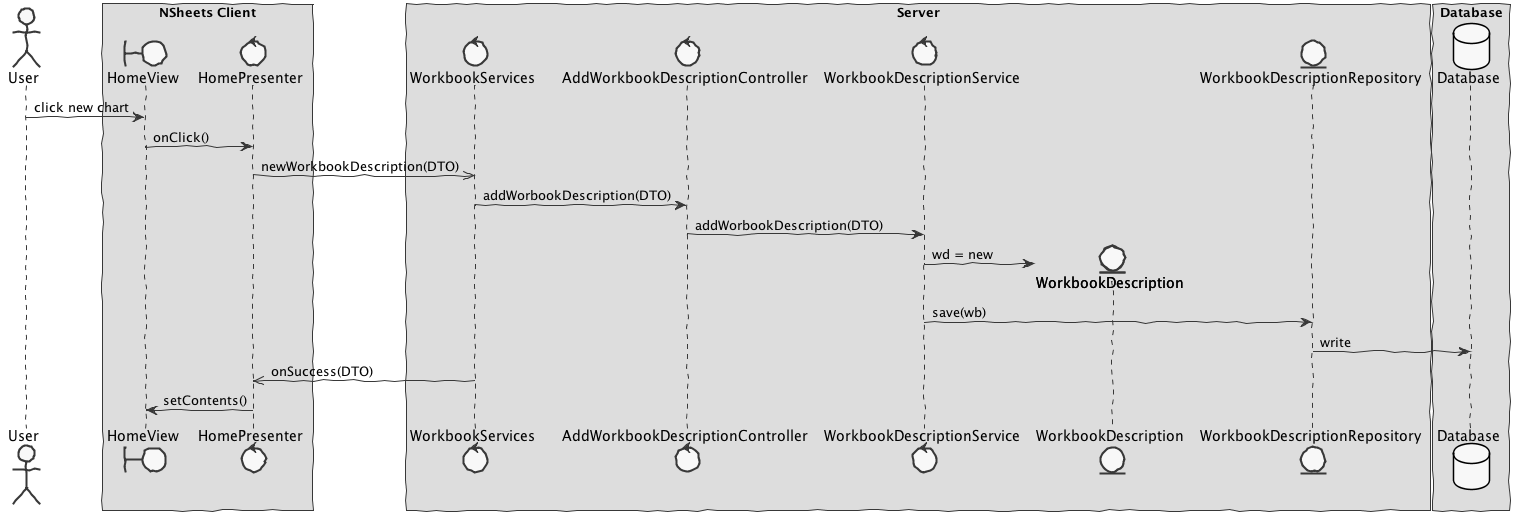 NSheets Client
Server
Database
User
HomeView
HomePresenter
WorkbookServices
AddWorkbookDescriptionController
WorkbookDescriptionService
WorkbookDescriptionRepository
Database
click new chart
onClick()
newWorkbookDescription(DTO)
addWorbookDescription(DTO)
addWorbookDescription(DTO)
wd = new
WorkbookDescription
save(wb)
write
onSuccess(DTO)
setContents()
User
HomeView
HomePresenter
WorkbookServices
AddWorkbookDescriptionController
WorkbookDescriptionService
WorkbookDescription
WorkbookDescriptionRepository
Database